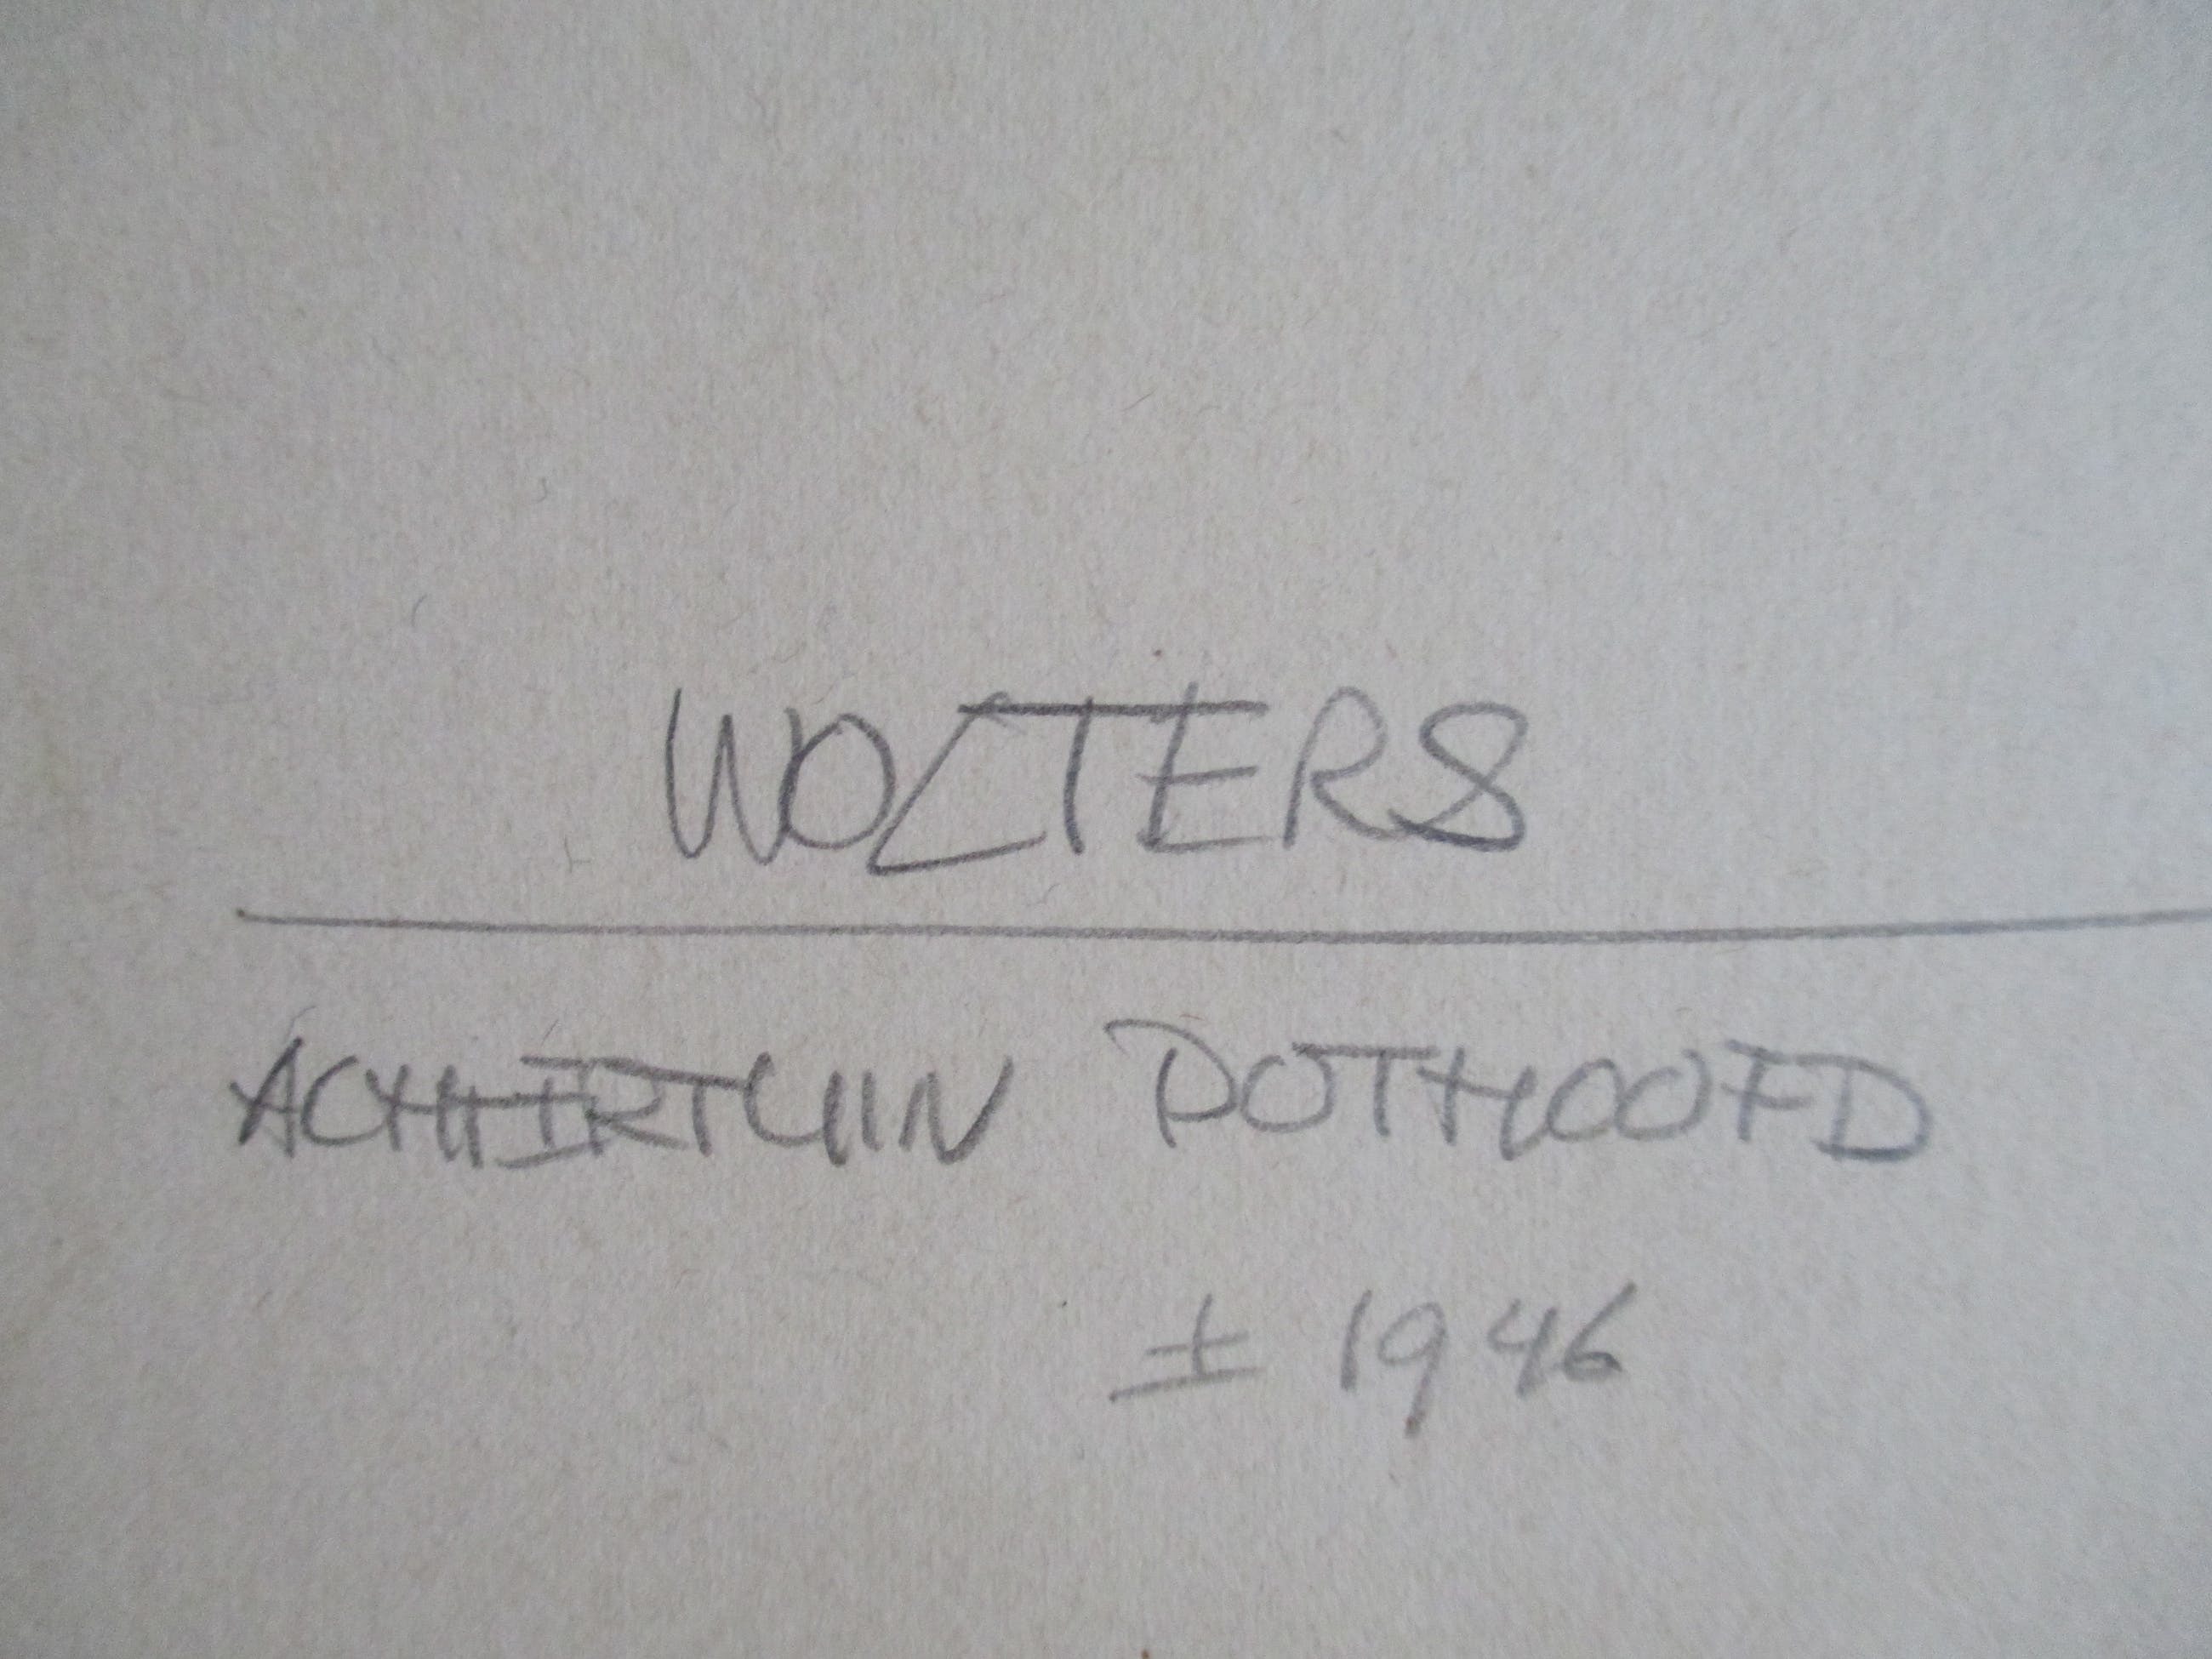 WOLTERS
ACHTERTUIN POTHOOFD
± 1946